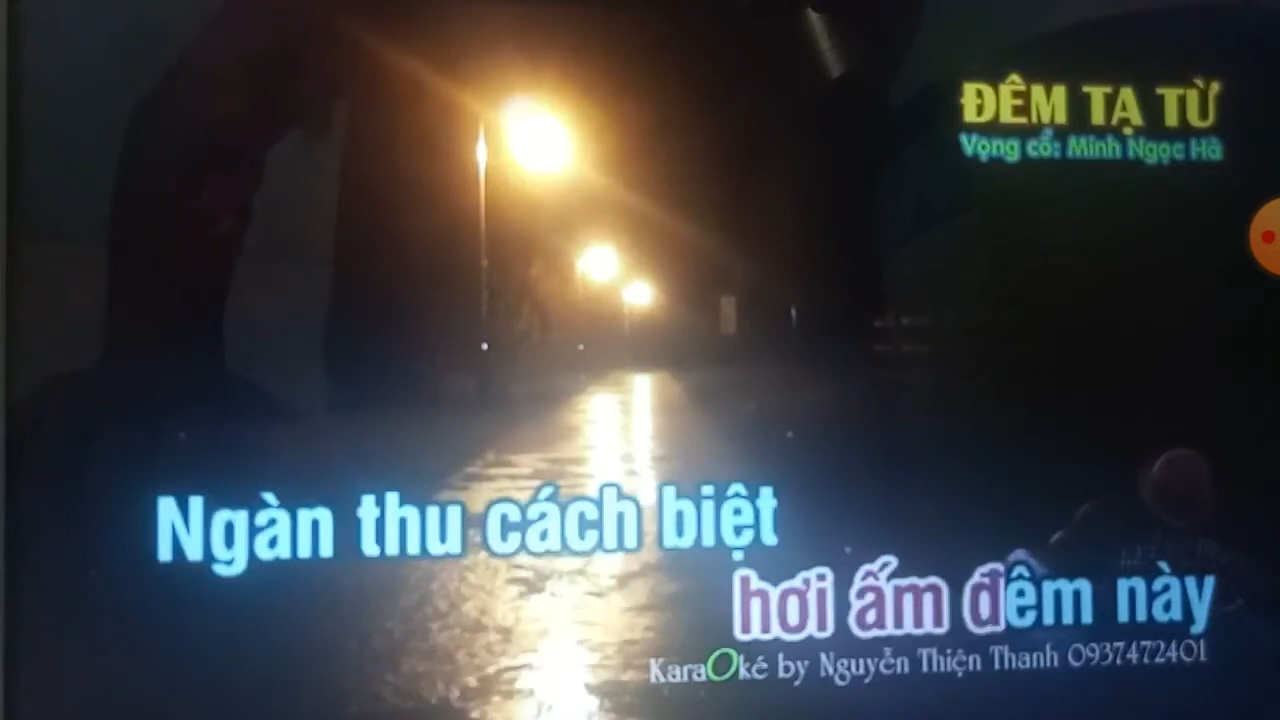 ĐÊM TẠ TỪ
Vọng cổ: Minh Ngọc Hà
Ngàn thu cách biệt
hơi ấm đêm này
KaraOké by Nguyễn Thiện Thanh 0937472401